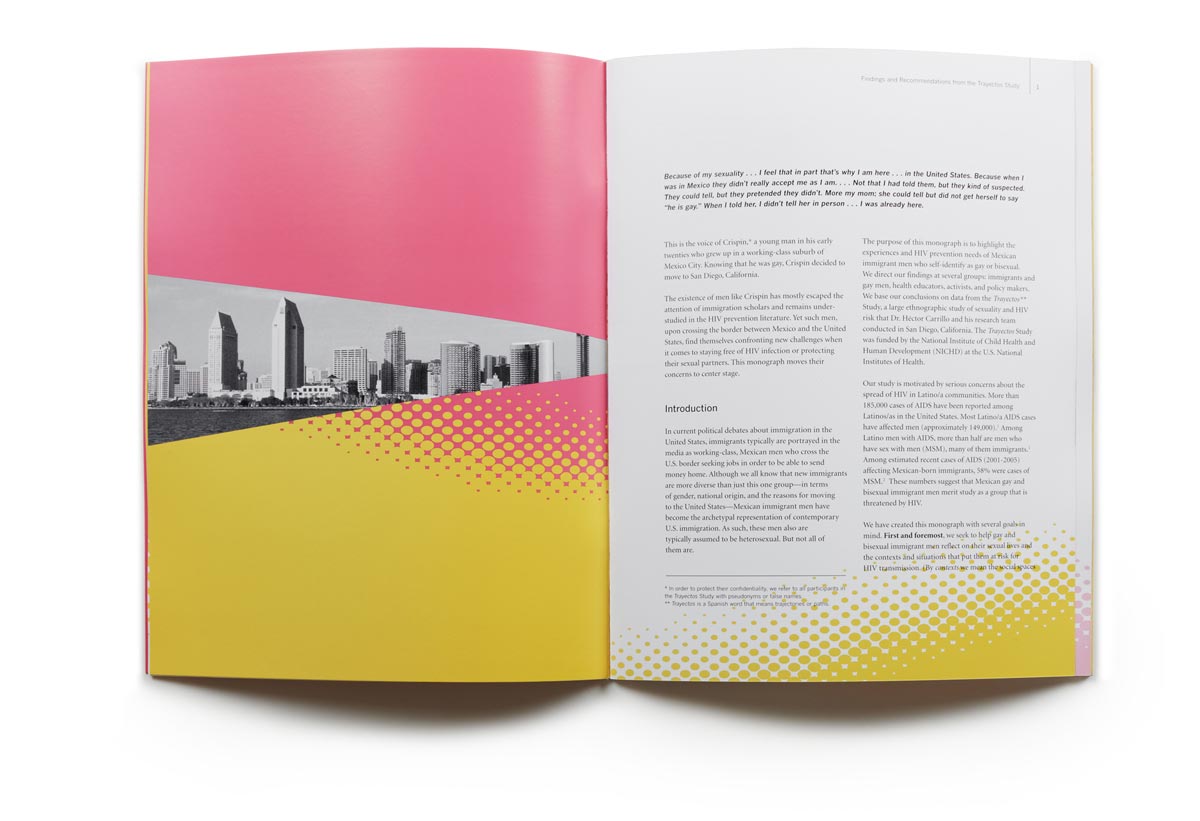 Findings and Recommendations from the Trayectos Study
1
Because of my sexuality . . . I feel that in part that's why I am here . . . in the United States. Because when I
was in Mexico they didn't really accept me as I am. . . . Not that I had told them, but they kind of suspected.
They could tell, but they pretended they didn't. More my mom; she could tell but did not get herself to say
"he is gay." When I told her, I didn't tell her in person . . . I was already here.
This is the voice of Crispin,* a young man in his early
twenties who grew up in a working-class suburb of
Mexico City. Knowing that he was gay, Crispin decided to
move to San Diego, California.
The existence of men like Crispin has mostly escaped the
attention of immigration scholars and remains under-
studied in the HIV prevention literature. Yet such men,
upon crossing the border between Mexico and the United
States, find themselves confronting new challenges when
it comes to staying free of HIV infection or protecting
their sexual partners. This monograph moves their
concerns to center stage.
Introduction
In current political debates about immigration in the
United States, immigrants typically are portrayed in the
media as working-class, Mexican men who cross the
U.S. border seeking jobs in order to be able to send
money home. Although we all know that new immigrants
are more diverse than just this one group—in terms
of gender, national origin, and the reasons for moving
to the United States—Mexican immigrant men have
become the archetypal representation of contemporary
U.S. immigration. As such, these men also are
typically assumed to be heterosexual. But not all of
them are.
* In order to protect their confidentiality, we refer to all participants in
the Trayectos Study with pseudonyms or false names.
** Trayectos is a Spanish word that means trajectories or paths.
The purpose of this monograph is to highlight the
experiences and HIV prevention needs of Mexican
immigrant men who self-identify as gay or bisexual.
We direct our findings at several groups: immigrants and
gay men, health educators, activists, and policy makers.
We base our conclusions on data from the Trayectos**
Study, a large ethnographic study of sexuality and HIV
risk that Dr. Héctor Carrillo and his research team
conducted in San Diego, California. The Trayectos Study
was funded by the National Institute of Child Health and
Human Development (NICHD) at the U.S. National
Institutes of Health.
Our study is motivated by serious concerns about the
spread of HIV in Latino/a communities. More than
185,000 cases of AIDS have been reported among
Latinos/as in the United States. Most Latino/a AIDS cases
have affected men (approximately 149,000).¹ Among
Latino men with AIDS, more than half are men who
have sex with men (MSM), many of them immigrants.¹
Among estimated recent cases of AIDS (2001-2005)
affecting Mexican-born immigrants, 58% were cases of
MSM.² These numbers suggest that Mexican gay and
bisexual immigrant men merit study as a group that is
threatened by HIV.
We have created this monograph with several goals in
mind. First and foremost, we seek to help gay and
bisexual immigrant men reflect on their sexual lives and
the contexts and situations that put them at risk for
HIV transmission. (By contexts we mean the social spaces